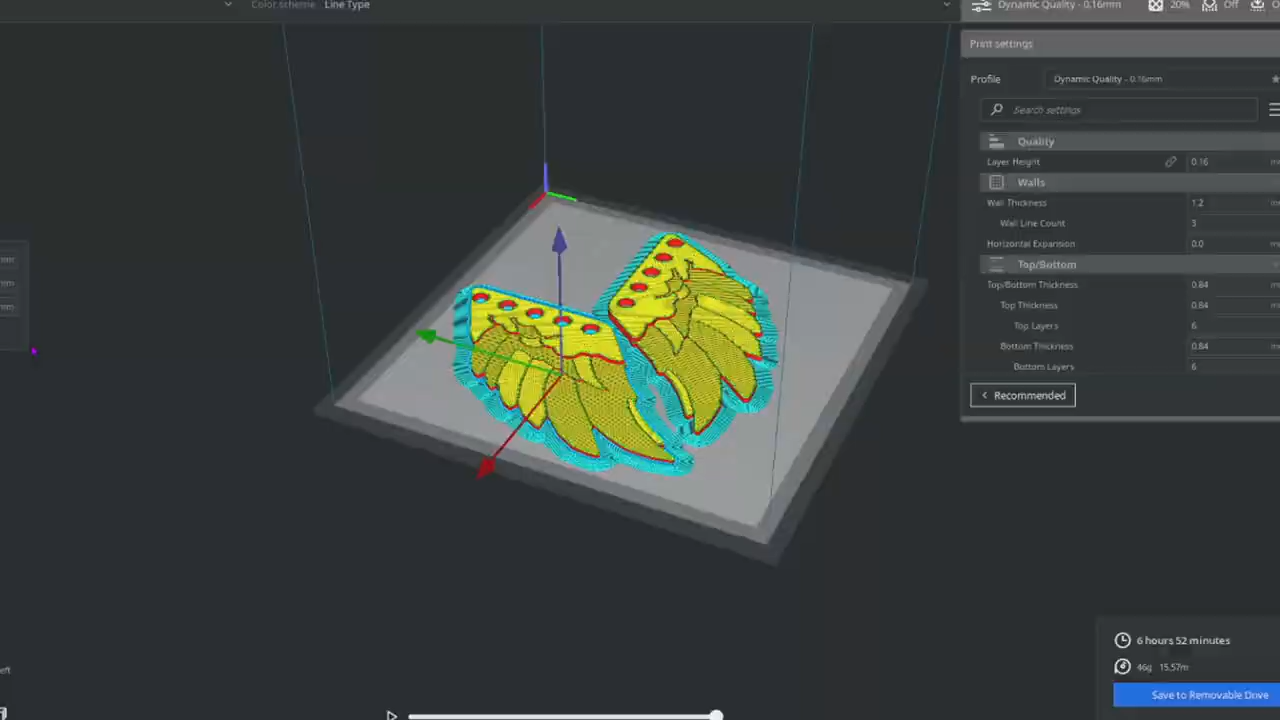 Color scheme Line Type
Dynamic Quality - 0.16mm 20% Off
Print settings
Profile Dynamic Quality - 0.16mm
Search settings
Quality
Layer Height 0.16
Walls
Wall Thickness 1.2
Wall Line Count 3
Horizontal Expansion 0.0
Top/Bottom
Top/Bottom Thickness 0.84
Top Thickness 0.84
Top Layers 6
Bottom Thickness 0.84
Bottom Layers 6
Recommended
mm
mm
mm
6 hours 52 minutes
46g 15.57m
Save to Removable Drive